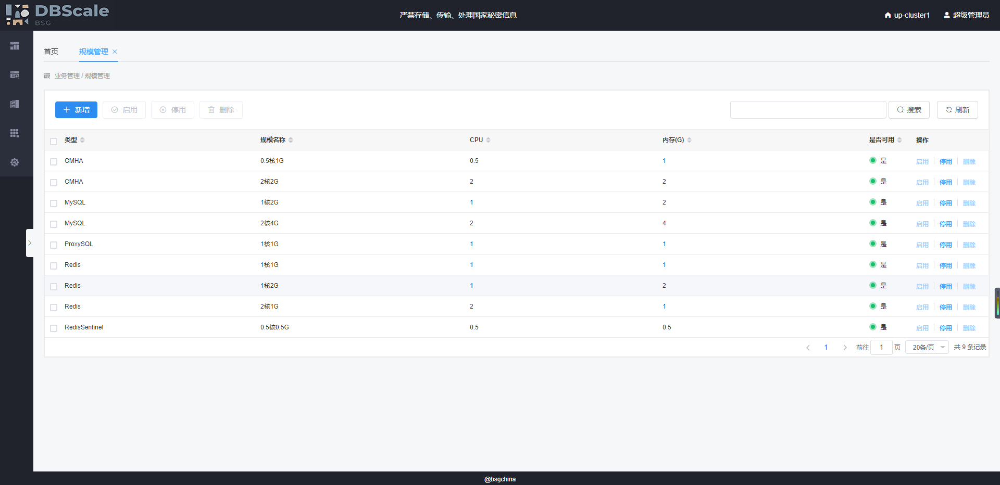 DBScale
BSG
严禁存储、传输、处理国家秘密信息
up-cluster1 超级管理员
首页 规模管理
业务管理 / 规模管理
新增 启用 停用 删除 搜索 刷新
类型 规模名称 CPU 内存(G) 是否可用 操作
CMHA 0.5核1G 0.5 1 是 启用 停用 删除
CMHA 2核2G 2 2 是 启用 停用 删除
MySQL 1核2G 1 2 是 启用 停用 删除
MySQL 2核4G 2 4 是 启用 停用 删除
ProxySQL 1核1G 1 1 是 启用 停用 删除
Redis 1核1G 1 1 是 启用 停用 删除
Redis 1核2G 1 2 是 启用 停用 删除
Redis 2核1G 2 1 是 启用 停用 删除
RedisSentinel 0.5核0.5G 0.5 0.5 是 启用 停用 删除
1 前往 1 页 20条/页 共 9 条记录
@bsgchina